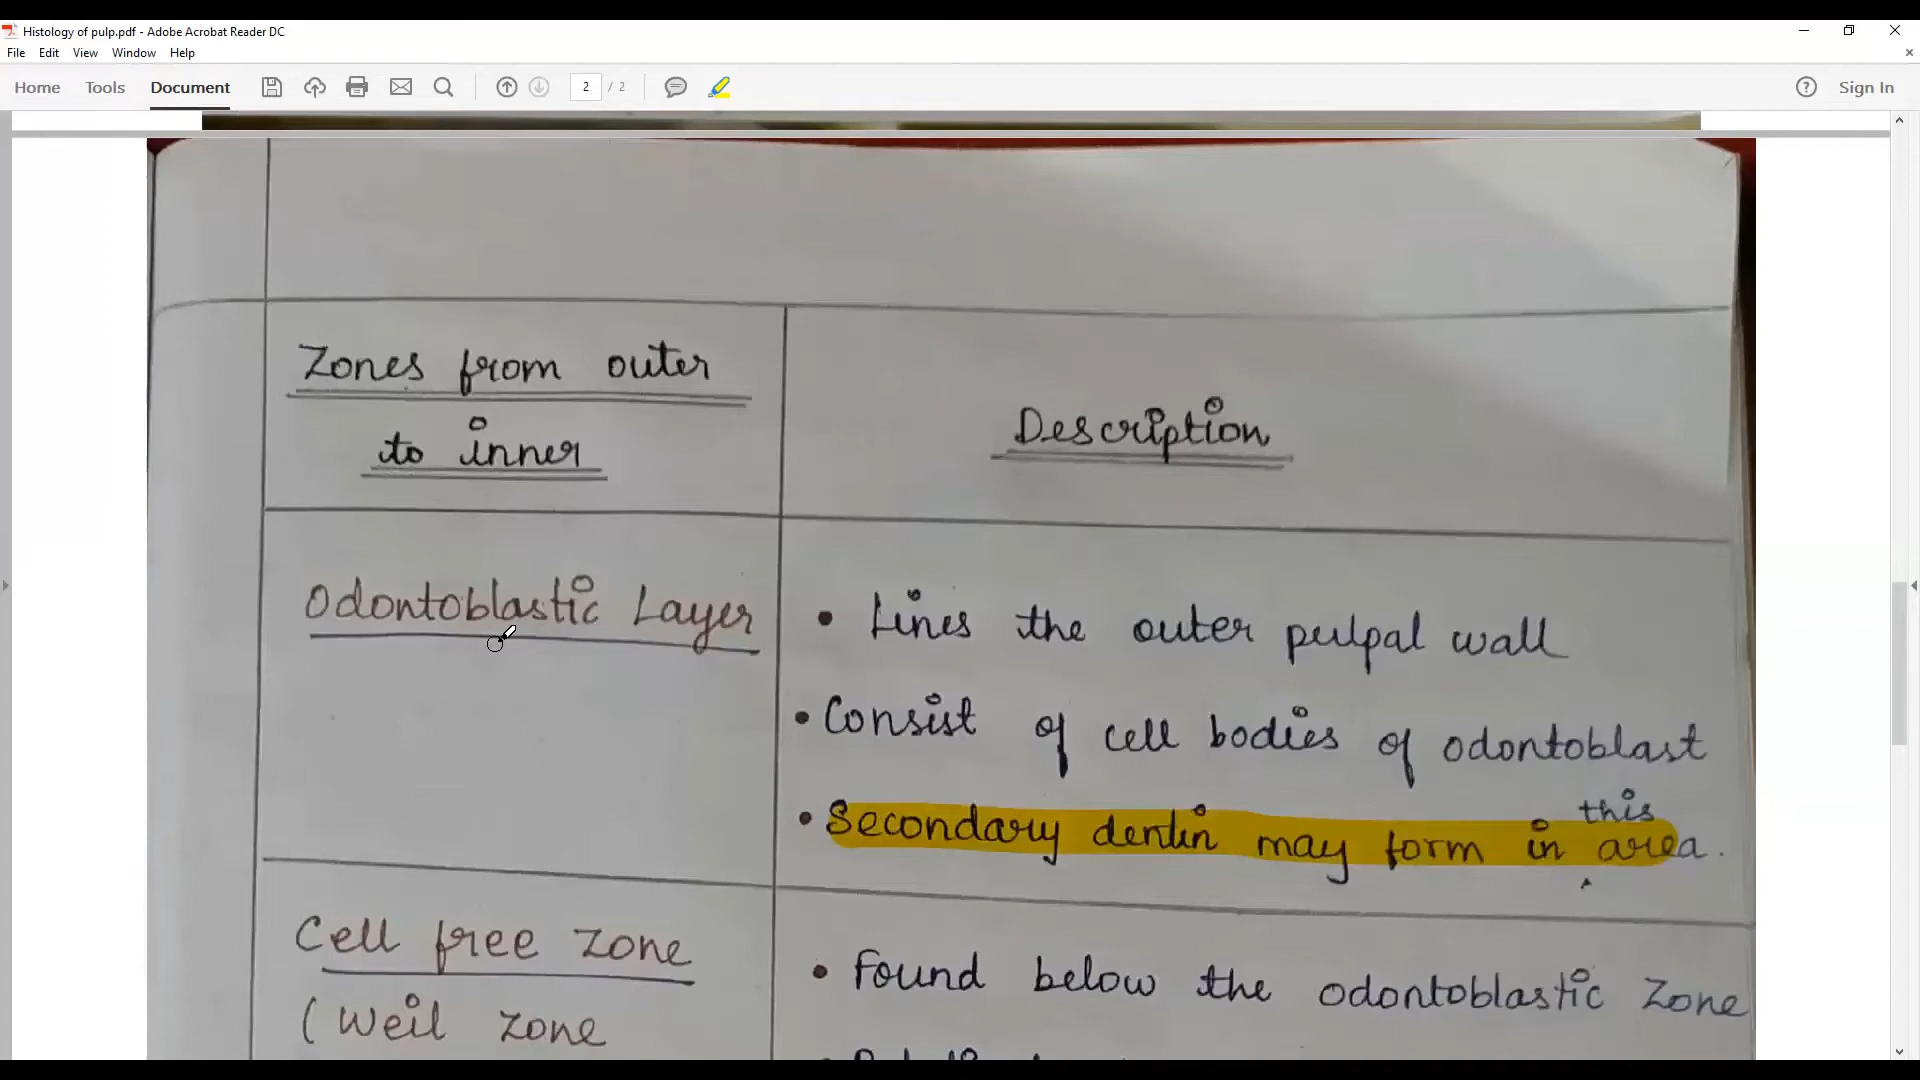 Histology of pulp.pdf - Adobe Acrobat Reader DC
File Edit View Window Help
Home Tools Document 2 / 2 Sign In
Zones from outer
to inner
Description
Odontoblastic Layer
• Lines the outer pulpal wall
• Consist of cell bodies of odontoblast
this
• Secondary dentin may form in area.
Cell free zone
(Weil zone
• Found below the odontoblastic Zone